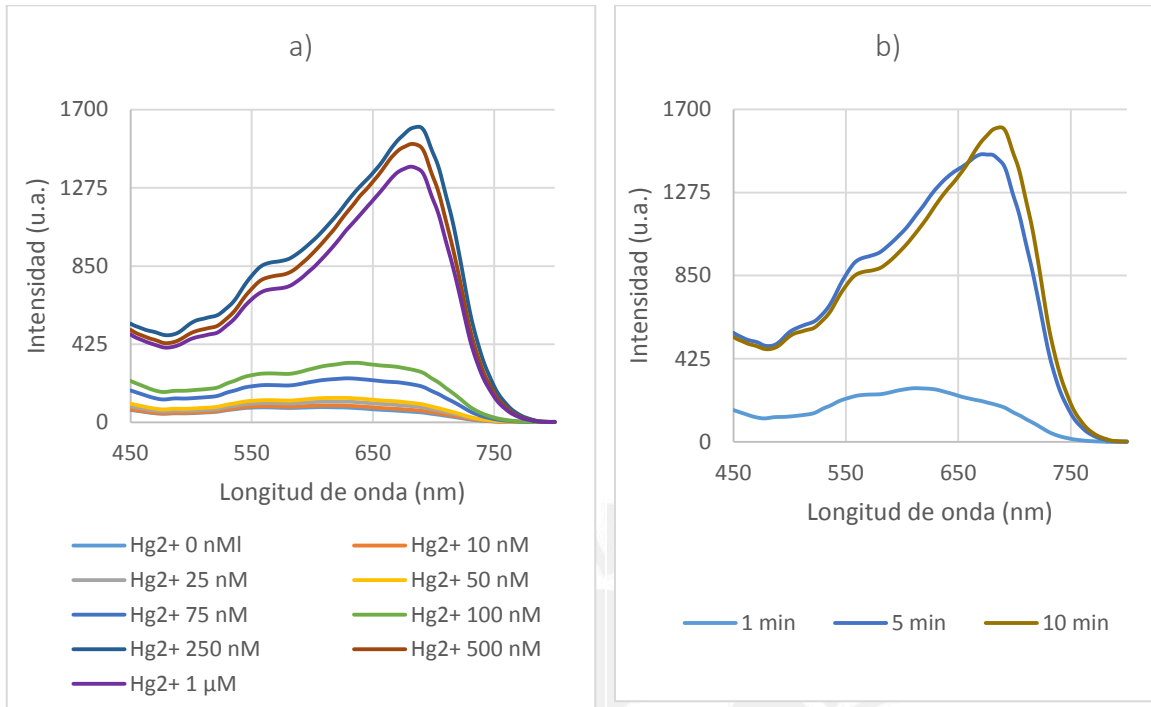 a)
1700
1275
850
425
0
450
550
650
750
Intensidad (u.a.)
Longitud de onda (nm)
Hg2+ 0 nMl
Hg2+ 10 nM
Hg2+ 25 nM
Hg2+ 50 nM
Hg2+ 75 nM
Hg2+ 100 nM
Hg2+ 250 nM
Hg2+ 500 nM
Hg2+ 1 µM
b)
1700
1275
850
425
0
450
550
650
750
Intensidad (u.a.)
Longitud de onda (nm)
1 min
5 min
10 min